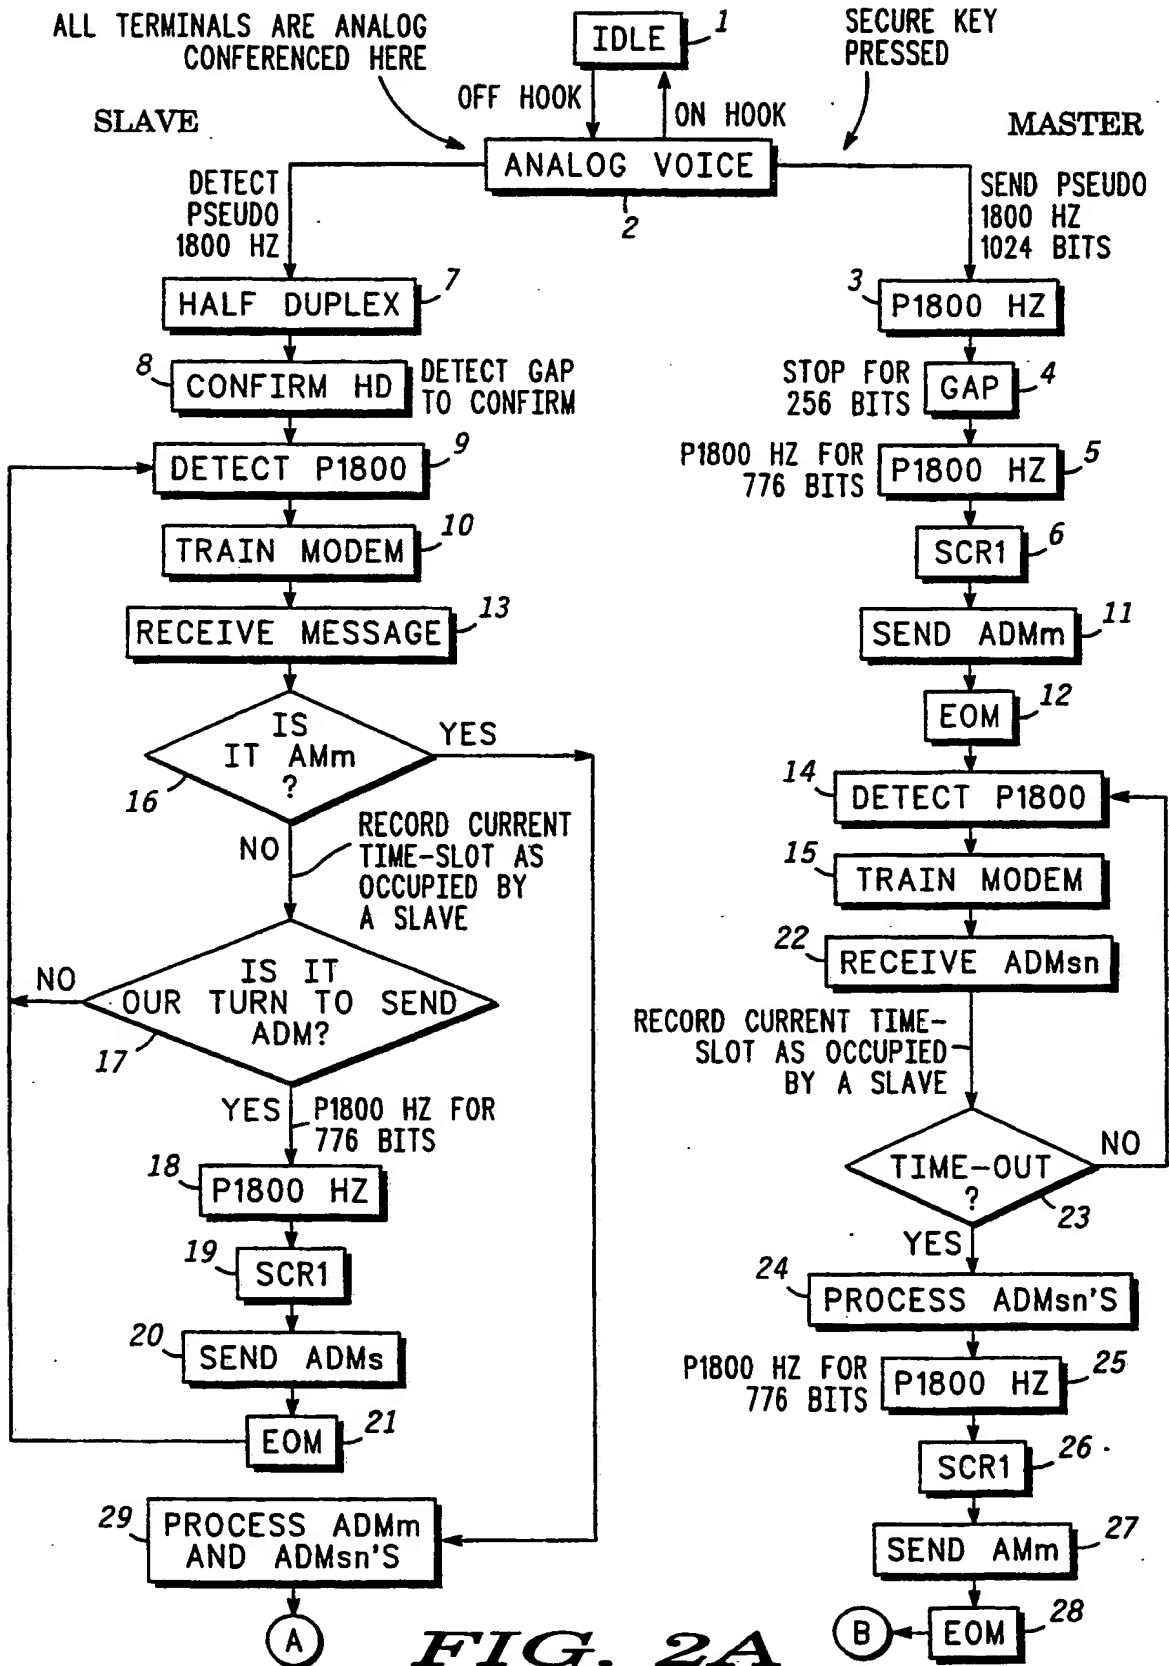 ALL TERMINALS ARE ANALOG
CONFERENCED HERE
IDLE
1
SECURE KEY
PRESSED
OFF HOOK
ON HOOK
SLAVE
MASTER
ANALOG VOICE
2
DETECT
PSEUDO
1800 HZ
SEND PSEUDO
1800 HZ
1024 BITS
HALF DUPLEX
7
8
CONFIRM HD
DETECT GAP
TO CONFIRM
DETECT P1800
9
TRAIN MODEM
10
RECEIVE MESSAGE
13
IS
IT AMm
?
16
YES
NO
RECORD CURRENT
TIME-SLOT AS
OCCUPIED BY
A SLAVE
IS IT
OUR TURN TO SEND
ADM?
17
NO
YES
P1800 HZ FOR
776 BITS
18
P1800 HZ
19
SCR1
20
SEND ADMs
EOM
21
29
PROCESS ADMm
AND ADMsn'S
A
3
P1800 HZ
STOP FOR
256 BITS
GAP
4
P1800 HZ FOR
776 BITS
P1800 HZ
5
SCR1
6
SEND ADMm
11
EOM
12
14
DETECT P1800
15
TRAIN MODEM
22
RECEIVE ADMsn
RECORD CURRENT TIME-
SLOT AS OCCUPIED
BY A SLAVE
TIME-OUT
?
23
NO
YES
24
PROCESS ADMsn'S
P1800 HZ FOR
776 BITS
P1800 HZ
25
SCR1
26
SEND AMm
27
EOM
28
B
FIG. 2A